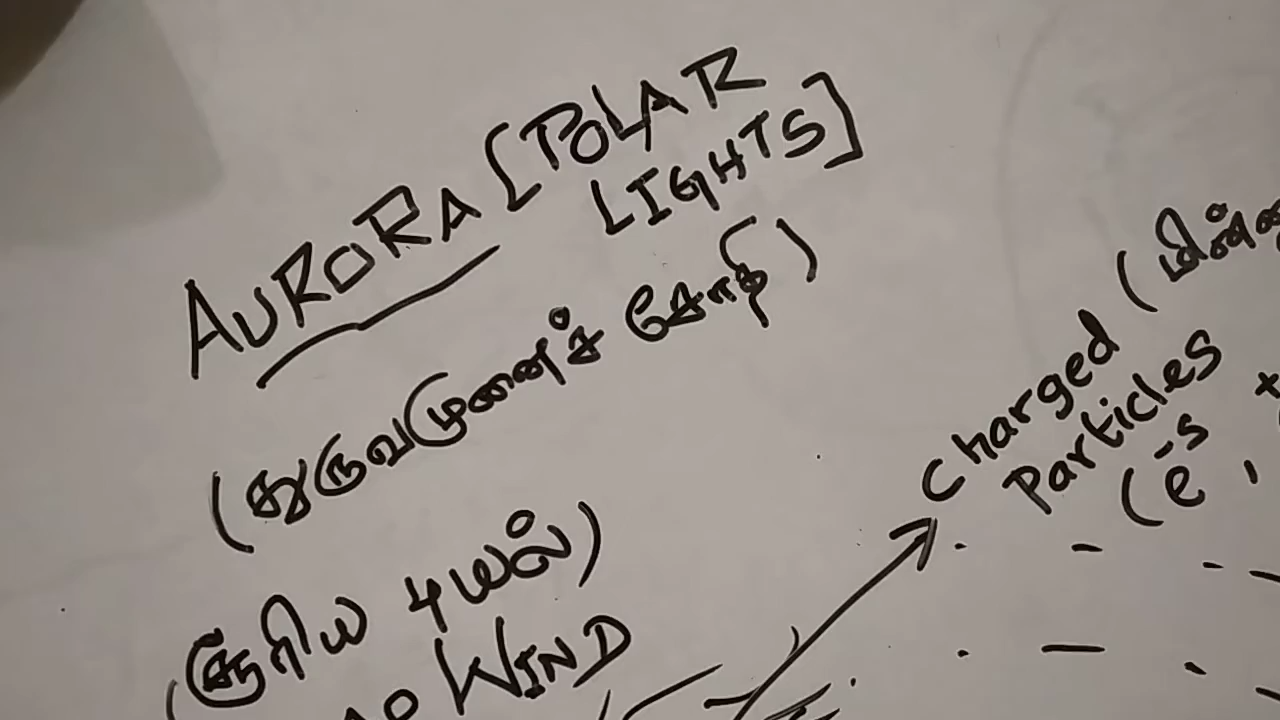 AURORA [POLAR
LIGHTS]
(துருவமுனைச் சோதி)
(சூரிய புயல்)
WIND
Charged
Particles
(e⁻s